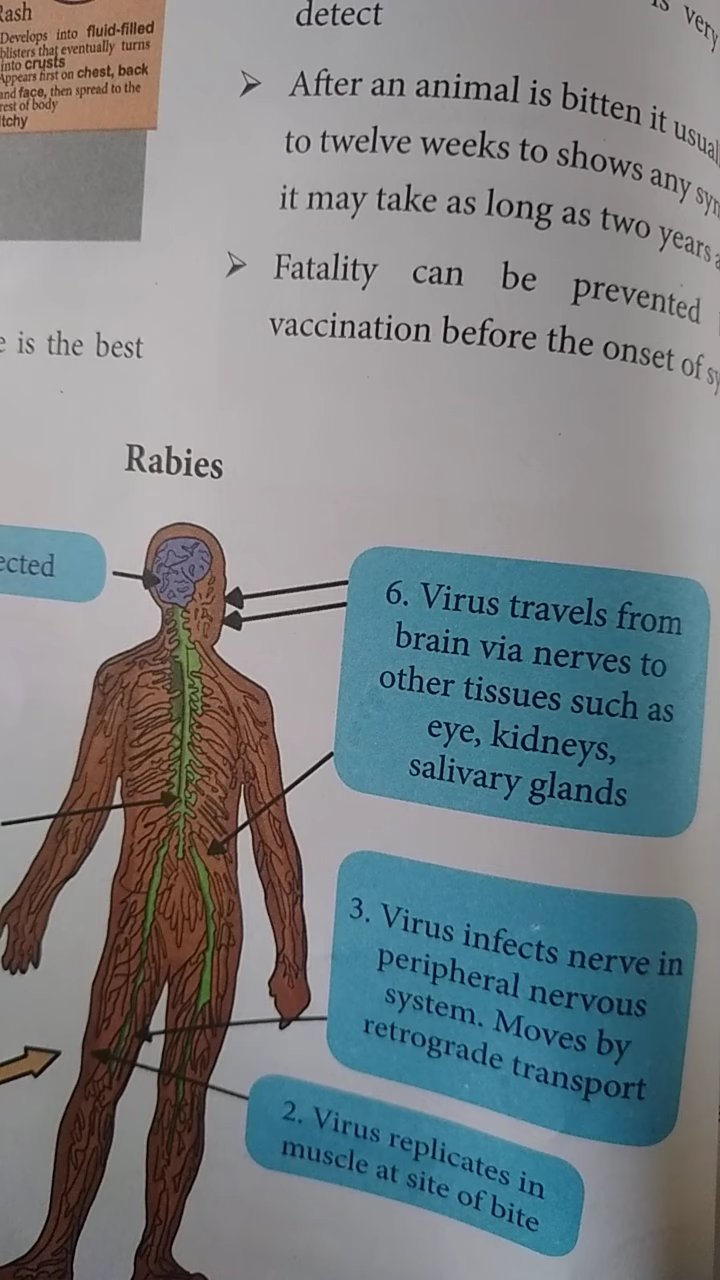 Rash
Develops into fluid-filled
blisters that eventually turns
into crusts
Appears first on chest, back
and face, then spread to the
rest of body
Itchy
is the best
detect
is very
➢ After an animal is bitten it
to twelve weeks to shows any
it may take as long as two years
➢ Fatality can be prevented
vaccination before the onset of
Rabies
6. Virus travels from
brain via nerves to
other tissues such as
eye, kidneys,
salivary glands
3. Virus infects nerve in
peripheral nervous
system. Moves by
retrograde transport
2. Virus replicates in
muscle at site of bite